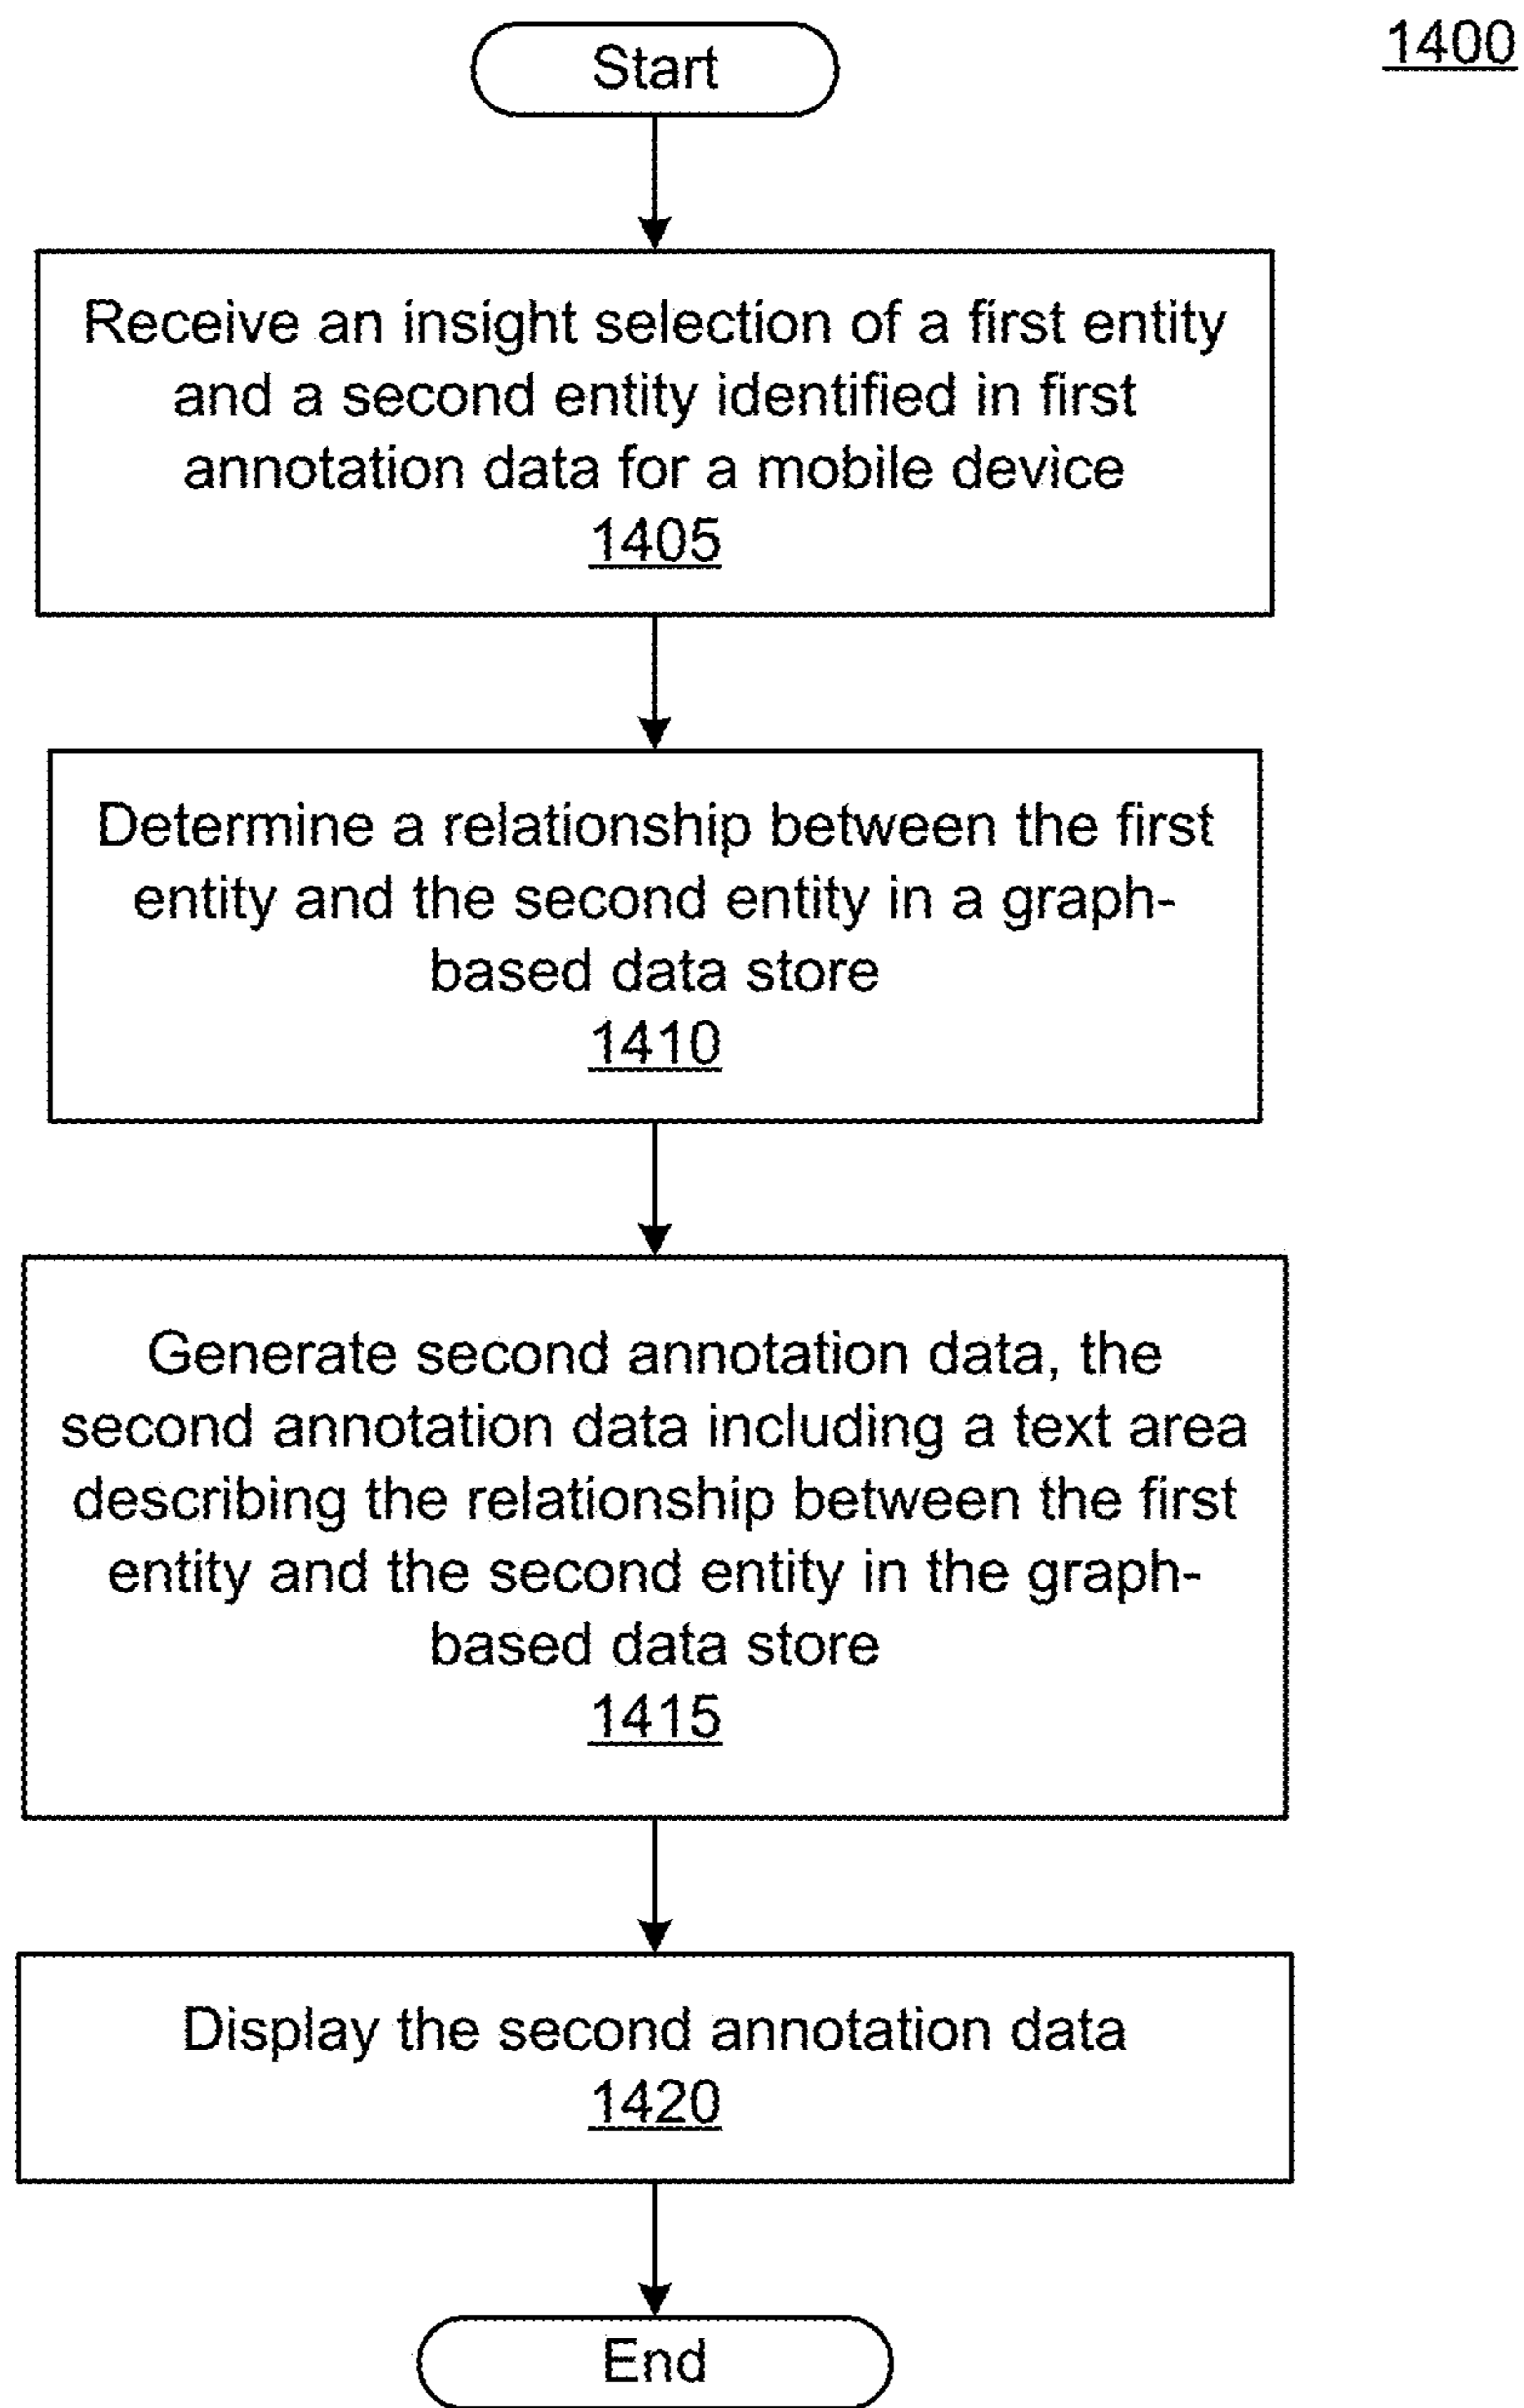 1400
Start
Receive an insight selection of a first entity
and a second entity identified in first
annotation data for a mobile device
1405
Determine a relationship between the first
entity and the second entity in a graph-
based data store
1410
Generate second annotation data, the
second annotation data including a text area
describing the relationship between the first
entity and the second entity in the graph-
based data store
1415
Display the second annotation data
1420
End